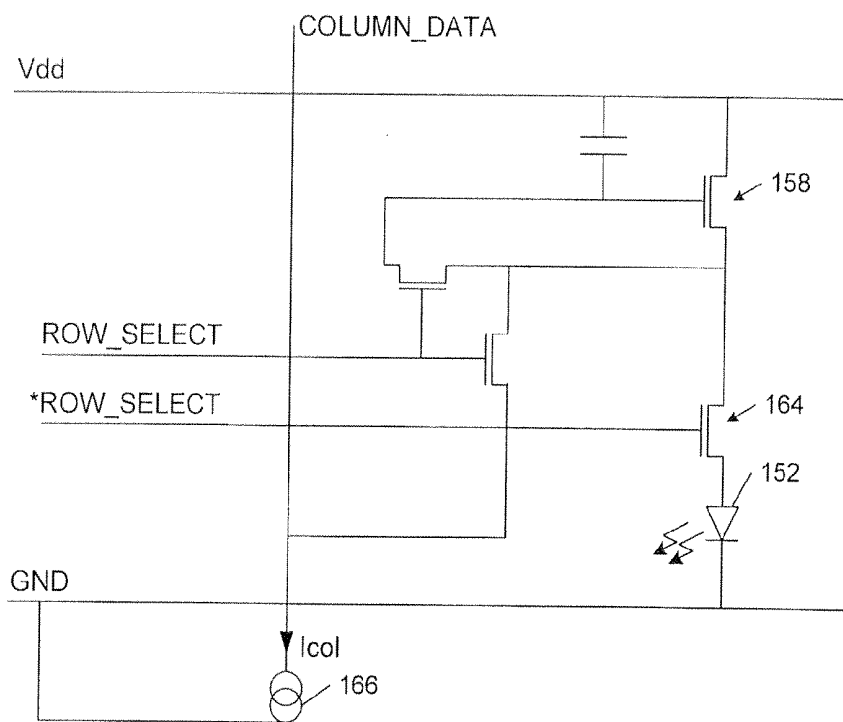 COLUMN_DATA
Vdd
158
ROW_SELECT
*ROW_SELECT
164
152
GND
Icol
166